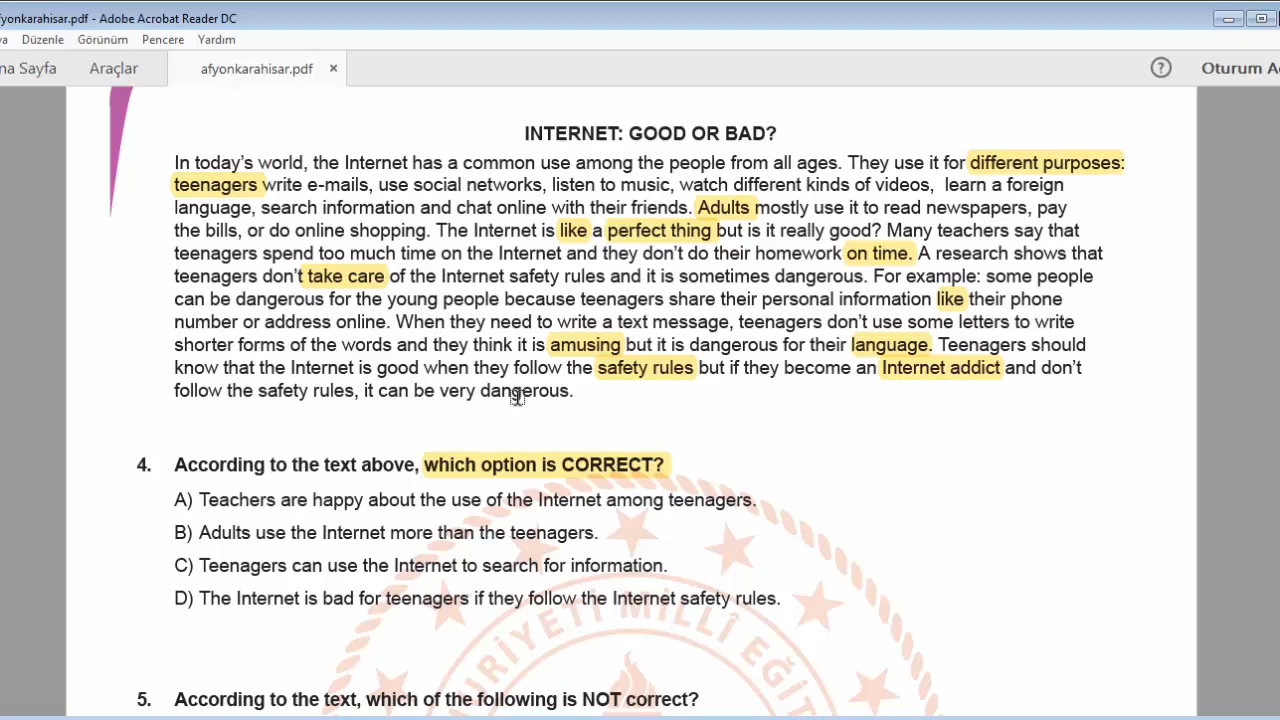 fyonkarahisar.pdf - Adobe Acrobat Reader DC
Düzenle Görünüm Pencere Yardım
na Sayfa Araçlar afyonkarahisar.pdf × ? Oturum A
INTERNET: GOOD OR BAD?
In today's world, the Internet has a common use among the people from all ages. They use it for different purposes:
teenagers write e-mails, use social networks, listen to music, watch different kinds of videos, learn a foreign
language, search information and chat online with their friends. Adults mostly use it to read newspapers, pay
the bills, or do online shopping. The Internet is like a perfect thing but is it really good? Many teachers say that
teenagers spend too much time on the Internet and they don't do their homework on time. A research shows that
teenagers don't take care of the Internet safety rules and it is sometimes dangerous. For example: some people
can be dangerous for the young people because teenagers share their personal information like their phone
number or address online. When they need to write a text message, teenagers don't use some letters to write
shorter forms of the words and they think it is amusing but it is dangerous for their language. Teenagers should
know that the Internet is good when they follow the safety rules but if they become an Internet addict and don't
follow the safety rules, it can be very dangerous.
4. According to the text above, which option is CORRECT?
A) Teachers are happy about the use of the Internet among teenagers.
B) Adults use the Internet more than the teenagers.
C) Teenagers can use the Internet to search for information.
D) The Internet is bad for teenagers if they follow the Internet safety rules.
URİYETİ MİLLÎ EĞİT
5. According to the text, which of the following is NOT correct?